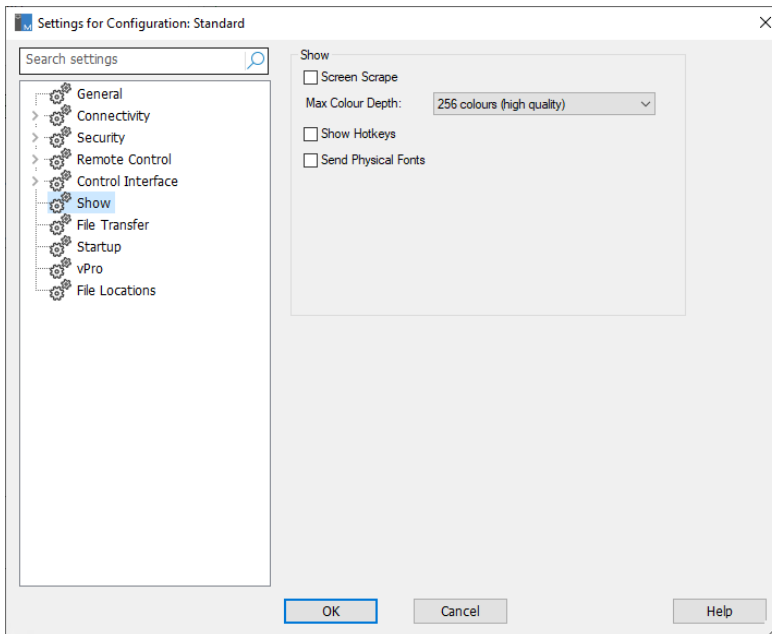 Settings for Configuration: Standard
Search settings
General
Connectivity
Security
Remote Control
Control Interface
Show
File Transfer
Startup
vPro
File Locations
Show
Screen Scrape
Max Colour Depth: 256 colours (high quality)
Show Hotkeys
Send Physical Fonts
OK Cancel Help